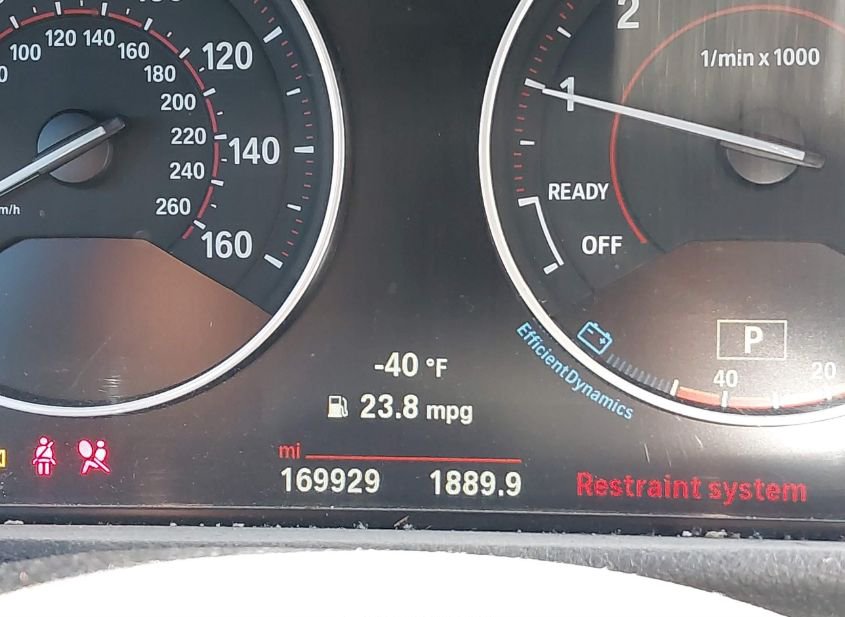 100
120
140
160
180
200
220
240
260
km/h
120
140
160
2
1/min x 1000
1
READY
OFF
EfficientDynamics
P
40
20
-40 °F
23.8 mpg
mi
169929 1889.9
Restraint system